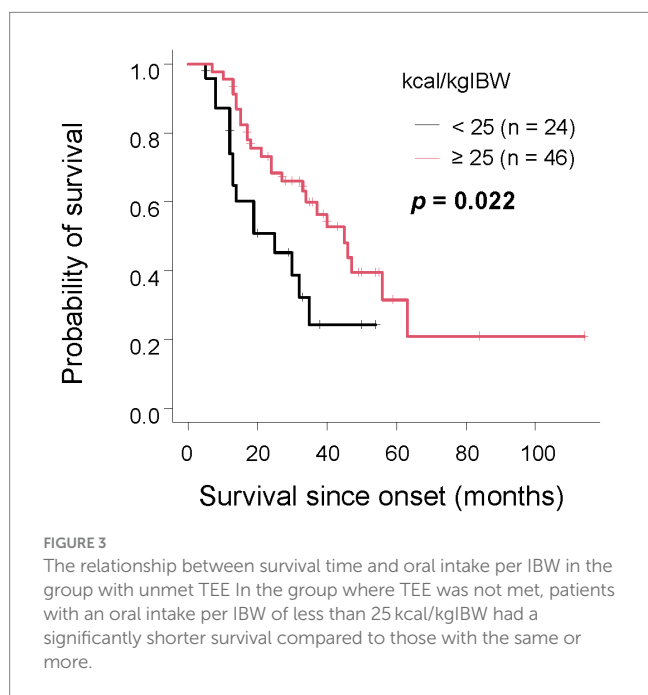 kcal/kgIBW
< 25 (n = 24)
≥ 25 (n = 46)
p = 0.022
Probability of survival
1.0
0.8
0.6
0.4
0.2
0.0
0 20 40 60 80 100
Survival since onset (months)
FIGURE 3
The relationship between survival time and oral intake per IBW in the
group with unmet TEE In the group where TEE was not met, patients
with an oral intake per IBW of less than 25 kcal/kgIBW had a
significantly shorter survival compared to those with the same or
more.